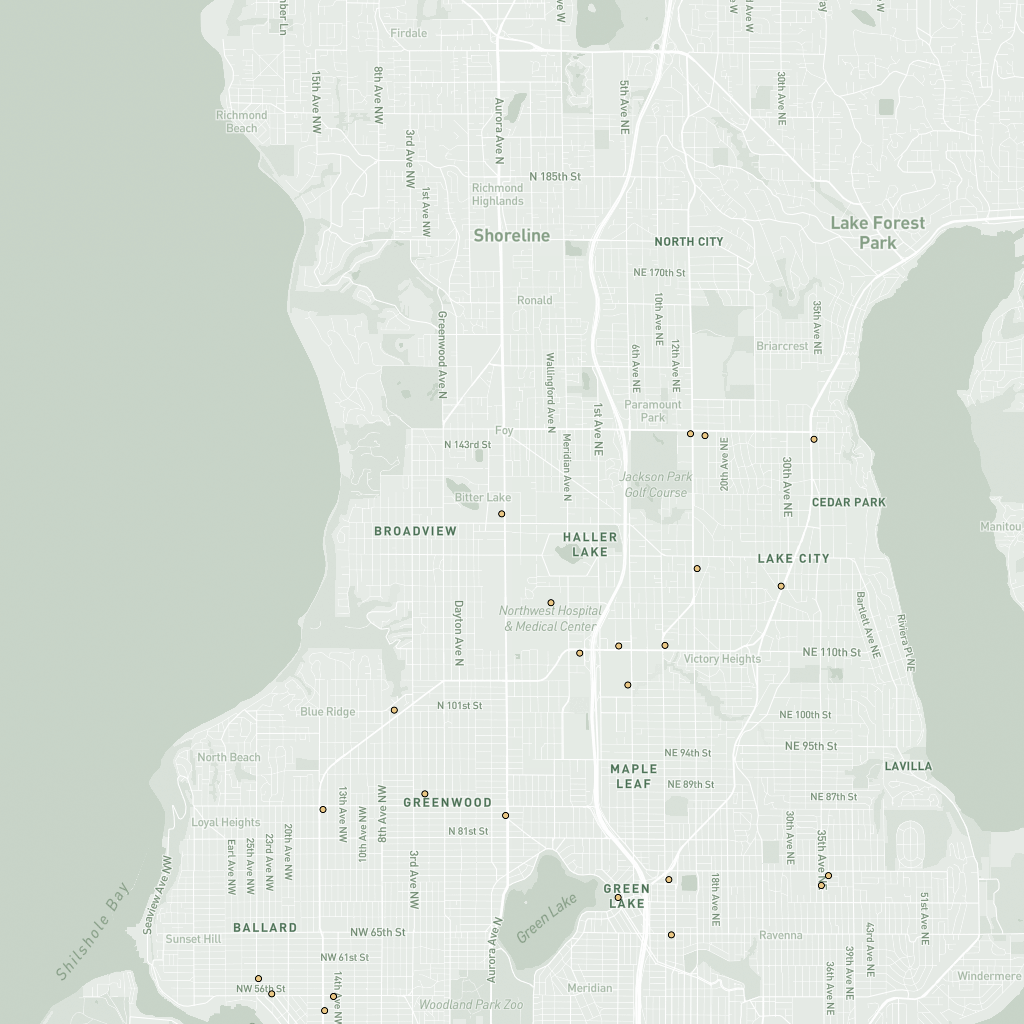 Firdale
15th Ave NW
8th Ave NW
Aurora Ave N
5th Ave NE
30th Ave NE
Richmond
Beach
3rd Ave NW
1st Ave NW
N 185th St
Richmond
Highlands
Shoreline
NORTH CITY
Lake Forest
Park
NE 170th St
Ronald
10th Ave NE
35th Ave NE
Greenwood Ave N
Briarcrest
Wallingford Ave N
6th Ave NE
12th Ave NE
Paramount
Park
1st Ave NE
Foy
N 143rd St
Meridian Ave N
20th Ave NE
30th Ave NE
Jackson Park
Golf Course
Bitter Lake
CEDAR PARK
BROADVIEW
HALLER
LAKE
Manitou
LAKE CITY
Dayton Ave N
Northwest Hospital
& Medical Center
Bartlett Ave NE
Riviera Pl NE
NE 110th St
Victory Heights
Blue Ridge
N 101st St
NE 100th St
NE 95th St
NE 94th St
North Beach
MAPLE
LEAF
LAVILLA
NE 89th St
NE 87th St
13th Ave NW
10th Ave NW
8th Ave NW
GREENWOOD
Loyal Heights
N 81st St
20th Ave NW
23rd Ave NW
25th Ave NW
Earl Ave NW
30th Ave NE
35th Ave NE
3rd Ave NW
Seaview Ave NW
Shilshole Bay
GREEN
LAKE
Green Lake
18th Ave NE
51st Ave NE
BALLARD
NW 65th St
Sunset Hill
Aurora Ave N
Ravenna
43rd Ave NE
39th Ave NE
36th Ave NE
NW 61st St
Windermere
NW 56th St
14th Ave NW
Meridian
Woodland Park Zoo